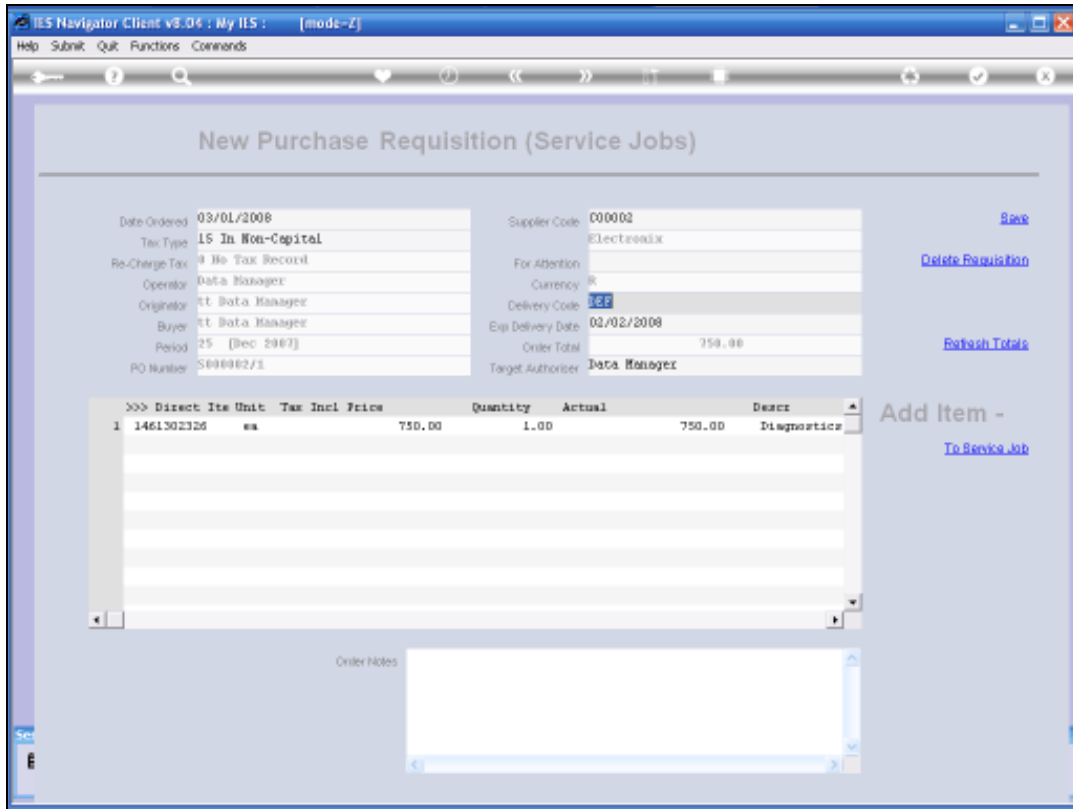 IES Navigator Client v8.04 : My IES : [mode=Z]
Help Submit Quit Functions Commands
New Purchase Requisition (Service Jobs)
Date Ordered 03/01/2008 Supplier Code C00002 Save
Tax Type 15 In Non-Capital Electronix
Re-Charge Tax 0 No Tax Record For Attention Delete Requisition
Operator Data Manager Currency R
Originator tt Data Manager Delivery Code DEF
Buyer tt Data Manager Exp Delivery Date 02/02/2008
Period 25 [Dec 2007] Order Total 750.00 Refresh Totals
PO Number S000002/1 Target Authoriser Data Manager
>>> Direct Ite Unit Tax Incl Price Quantity Actual Descr
1 1461302326 ea 750.00 1.00 750.00 Diagnostics
Add Item -
To Service Job
Order Notes